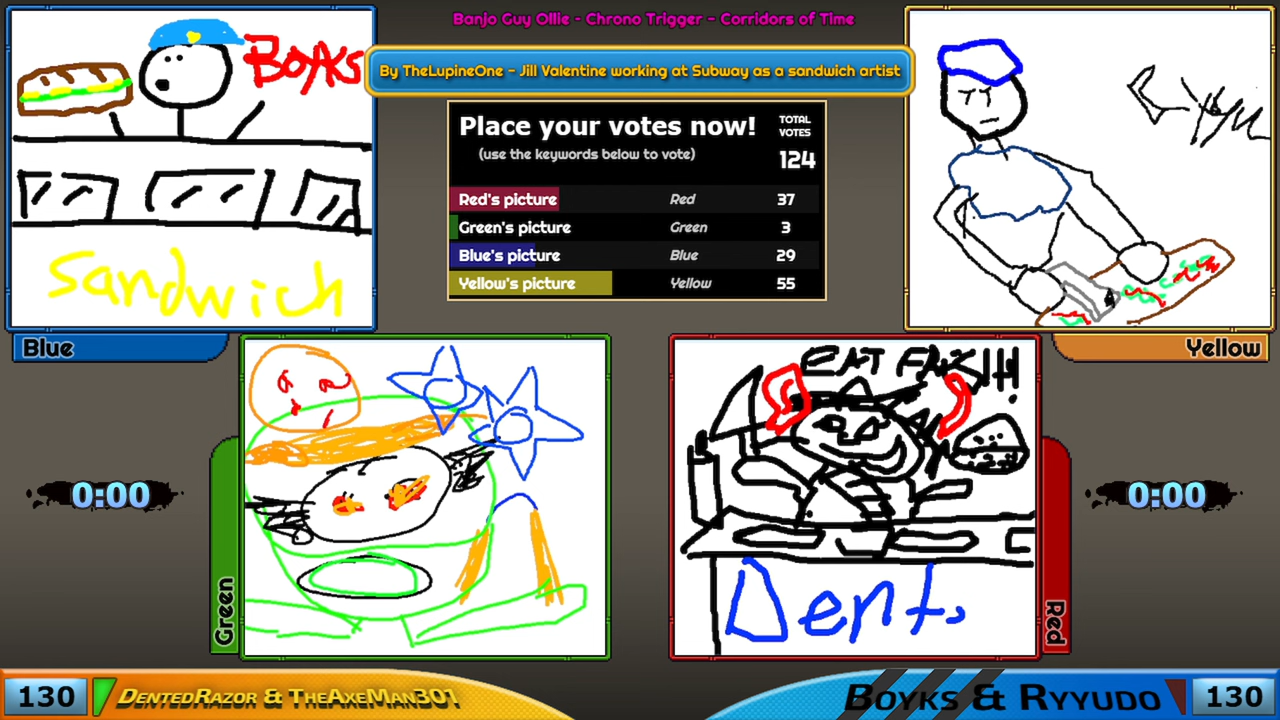 Banjo Guy Ollie - Chrono Trigger - Corridors of Time
By TheLupineOne - Jill Valentine working at Subway as a sandwich artist
Boyks
Place your votes now!
TOTAL VOTES
(use the keywords below to vote)
124
Red's picture Red 37
Green's picture Green 3
Blue's picture Blue 29
Yellow's picture Yellow 55
Sandwich
Blue
Yellow
EAT FRESH!
0:00
0:00
Green
Dent.
Red
130
DentedRazor & TheAxeMan301
Boyks & Ryyudo
130